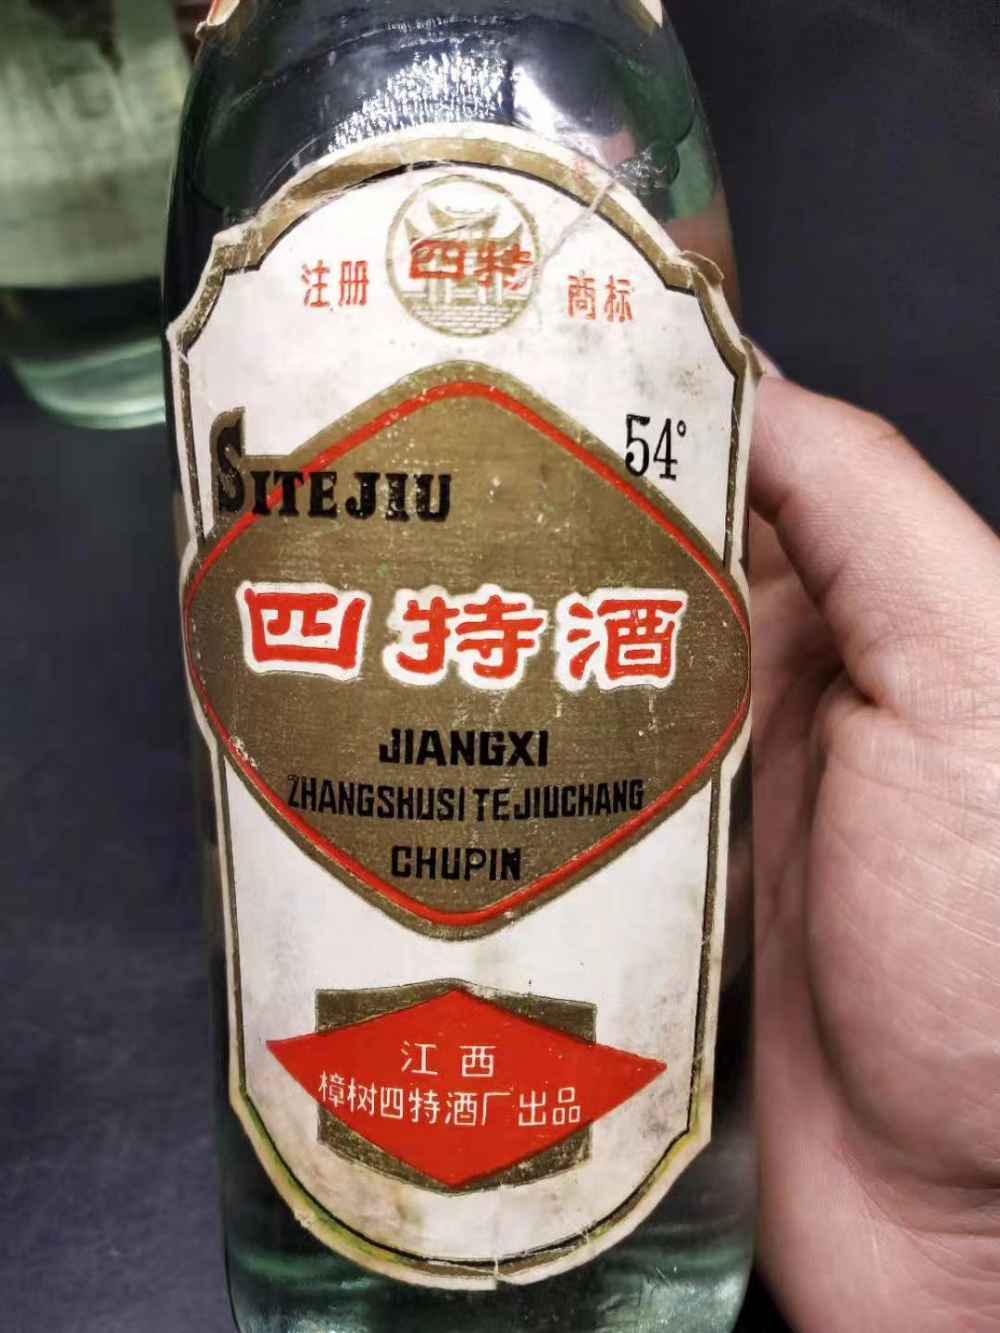 四特
注册 商标
54°
SITEJIU
四特酒
JIANGXI
ZHANGSHUSI TEJIUCHANG
CHUPIN
江西
樟树四特酒厂出品